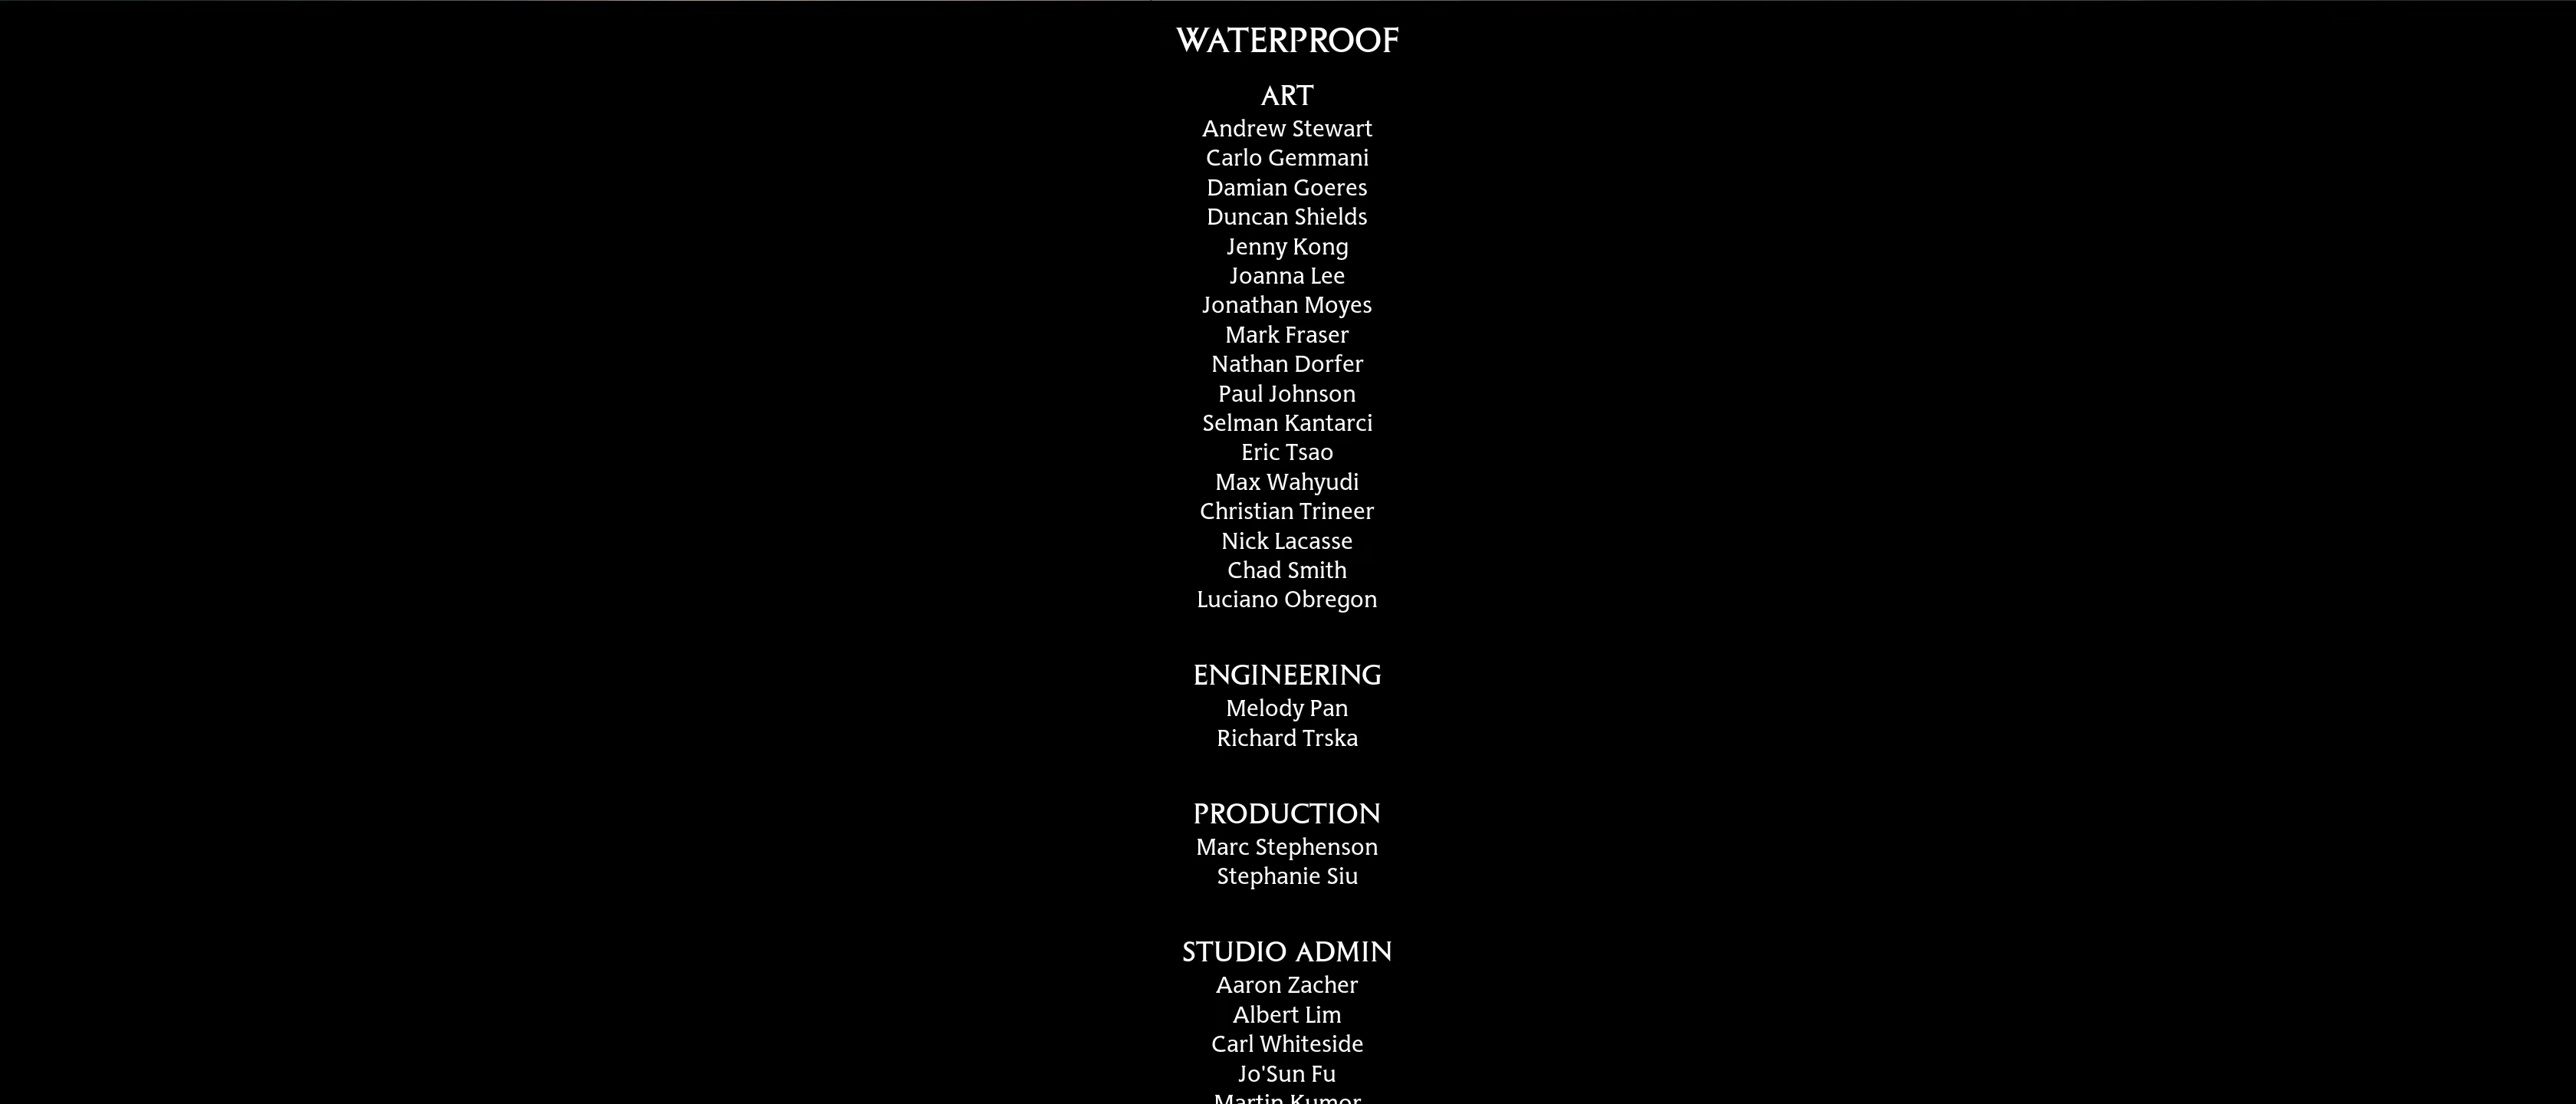 WATERPROOF
ART
Andrew Stewart
Carlo Gemmani
Damian Goeres
Duncan Shields
Jenny Kong
Joanna Lee
Jonathan Moyes
Mark Fraser
Nathan Dorfer
Paul Johnson
Selman Kantarci
Eric Tsao
Max Wahyudi
Christian Trineer
Nick Lacasse
Chad Smith
Luciano Obregon
ENGINEERING
Melody Pan
Richard Trska
PRODUCTION
Marc Stephenson
Stephanie Siu
STUDIO ADMIN
Aaron Zacher
Albert Lim
Carl Whiteside
Jo'Sun Fu
Martin Kumor